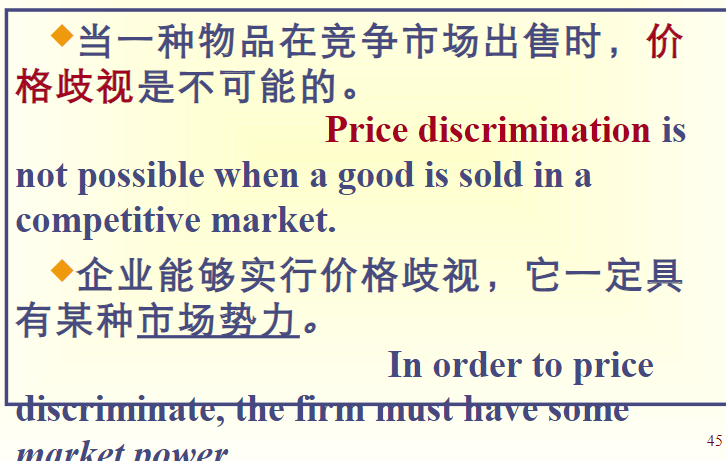 当一种物品在竞争市场出售时，价
格歧视是不可能的。
Price discrimination is
not possible when a good is sold in a
competitive market.
企业能够实行价格歧视，它一定具
有某种市场势力。
In order to price
discriminate, the firm must have some
market power
45